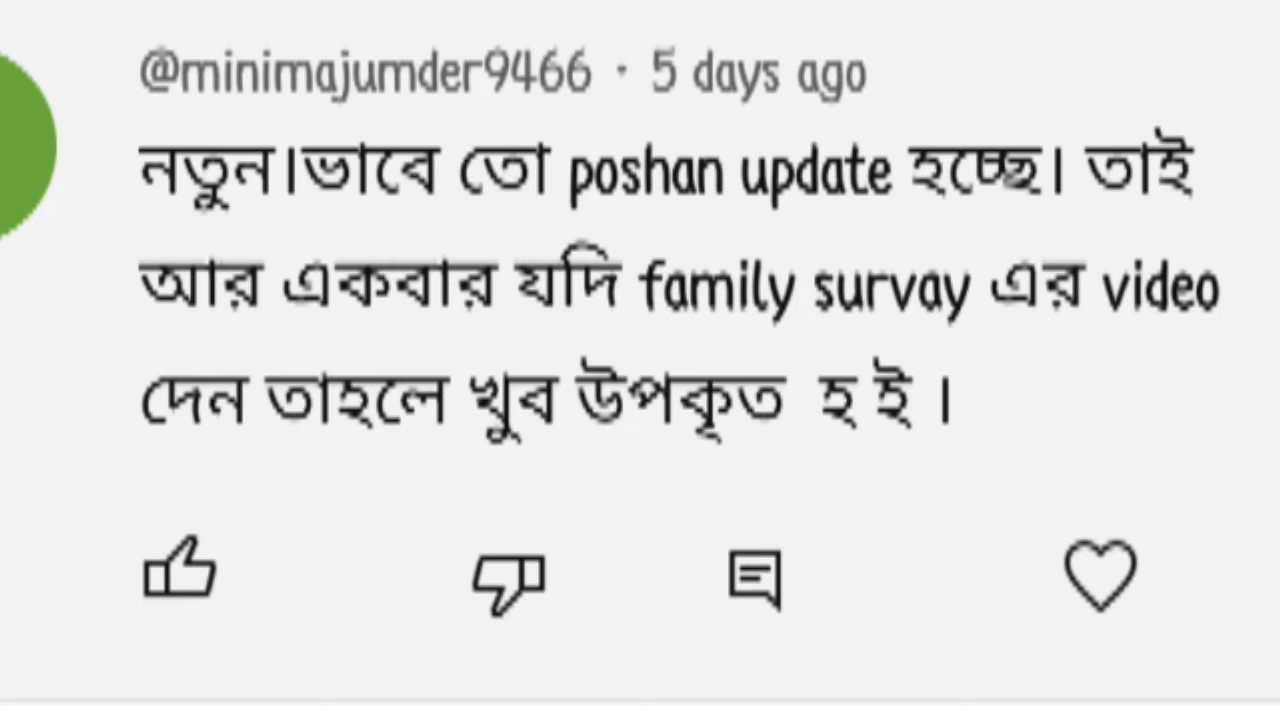 @minimajumder9466 · 5 days ago
নতুন।ভাবে তো poshan update হচ্ছে। তাই
আর একবার যদি family survay এর video
দেন তাহলে খুব উপকৃত হ ই ।